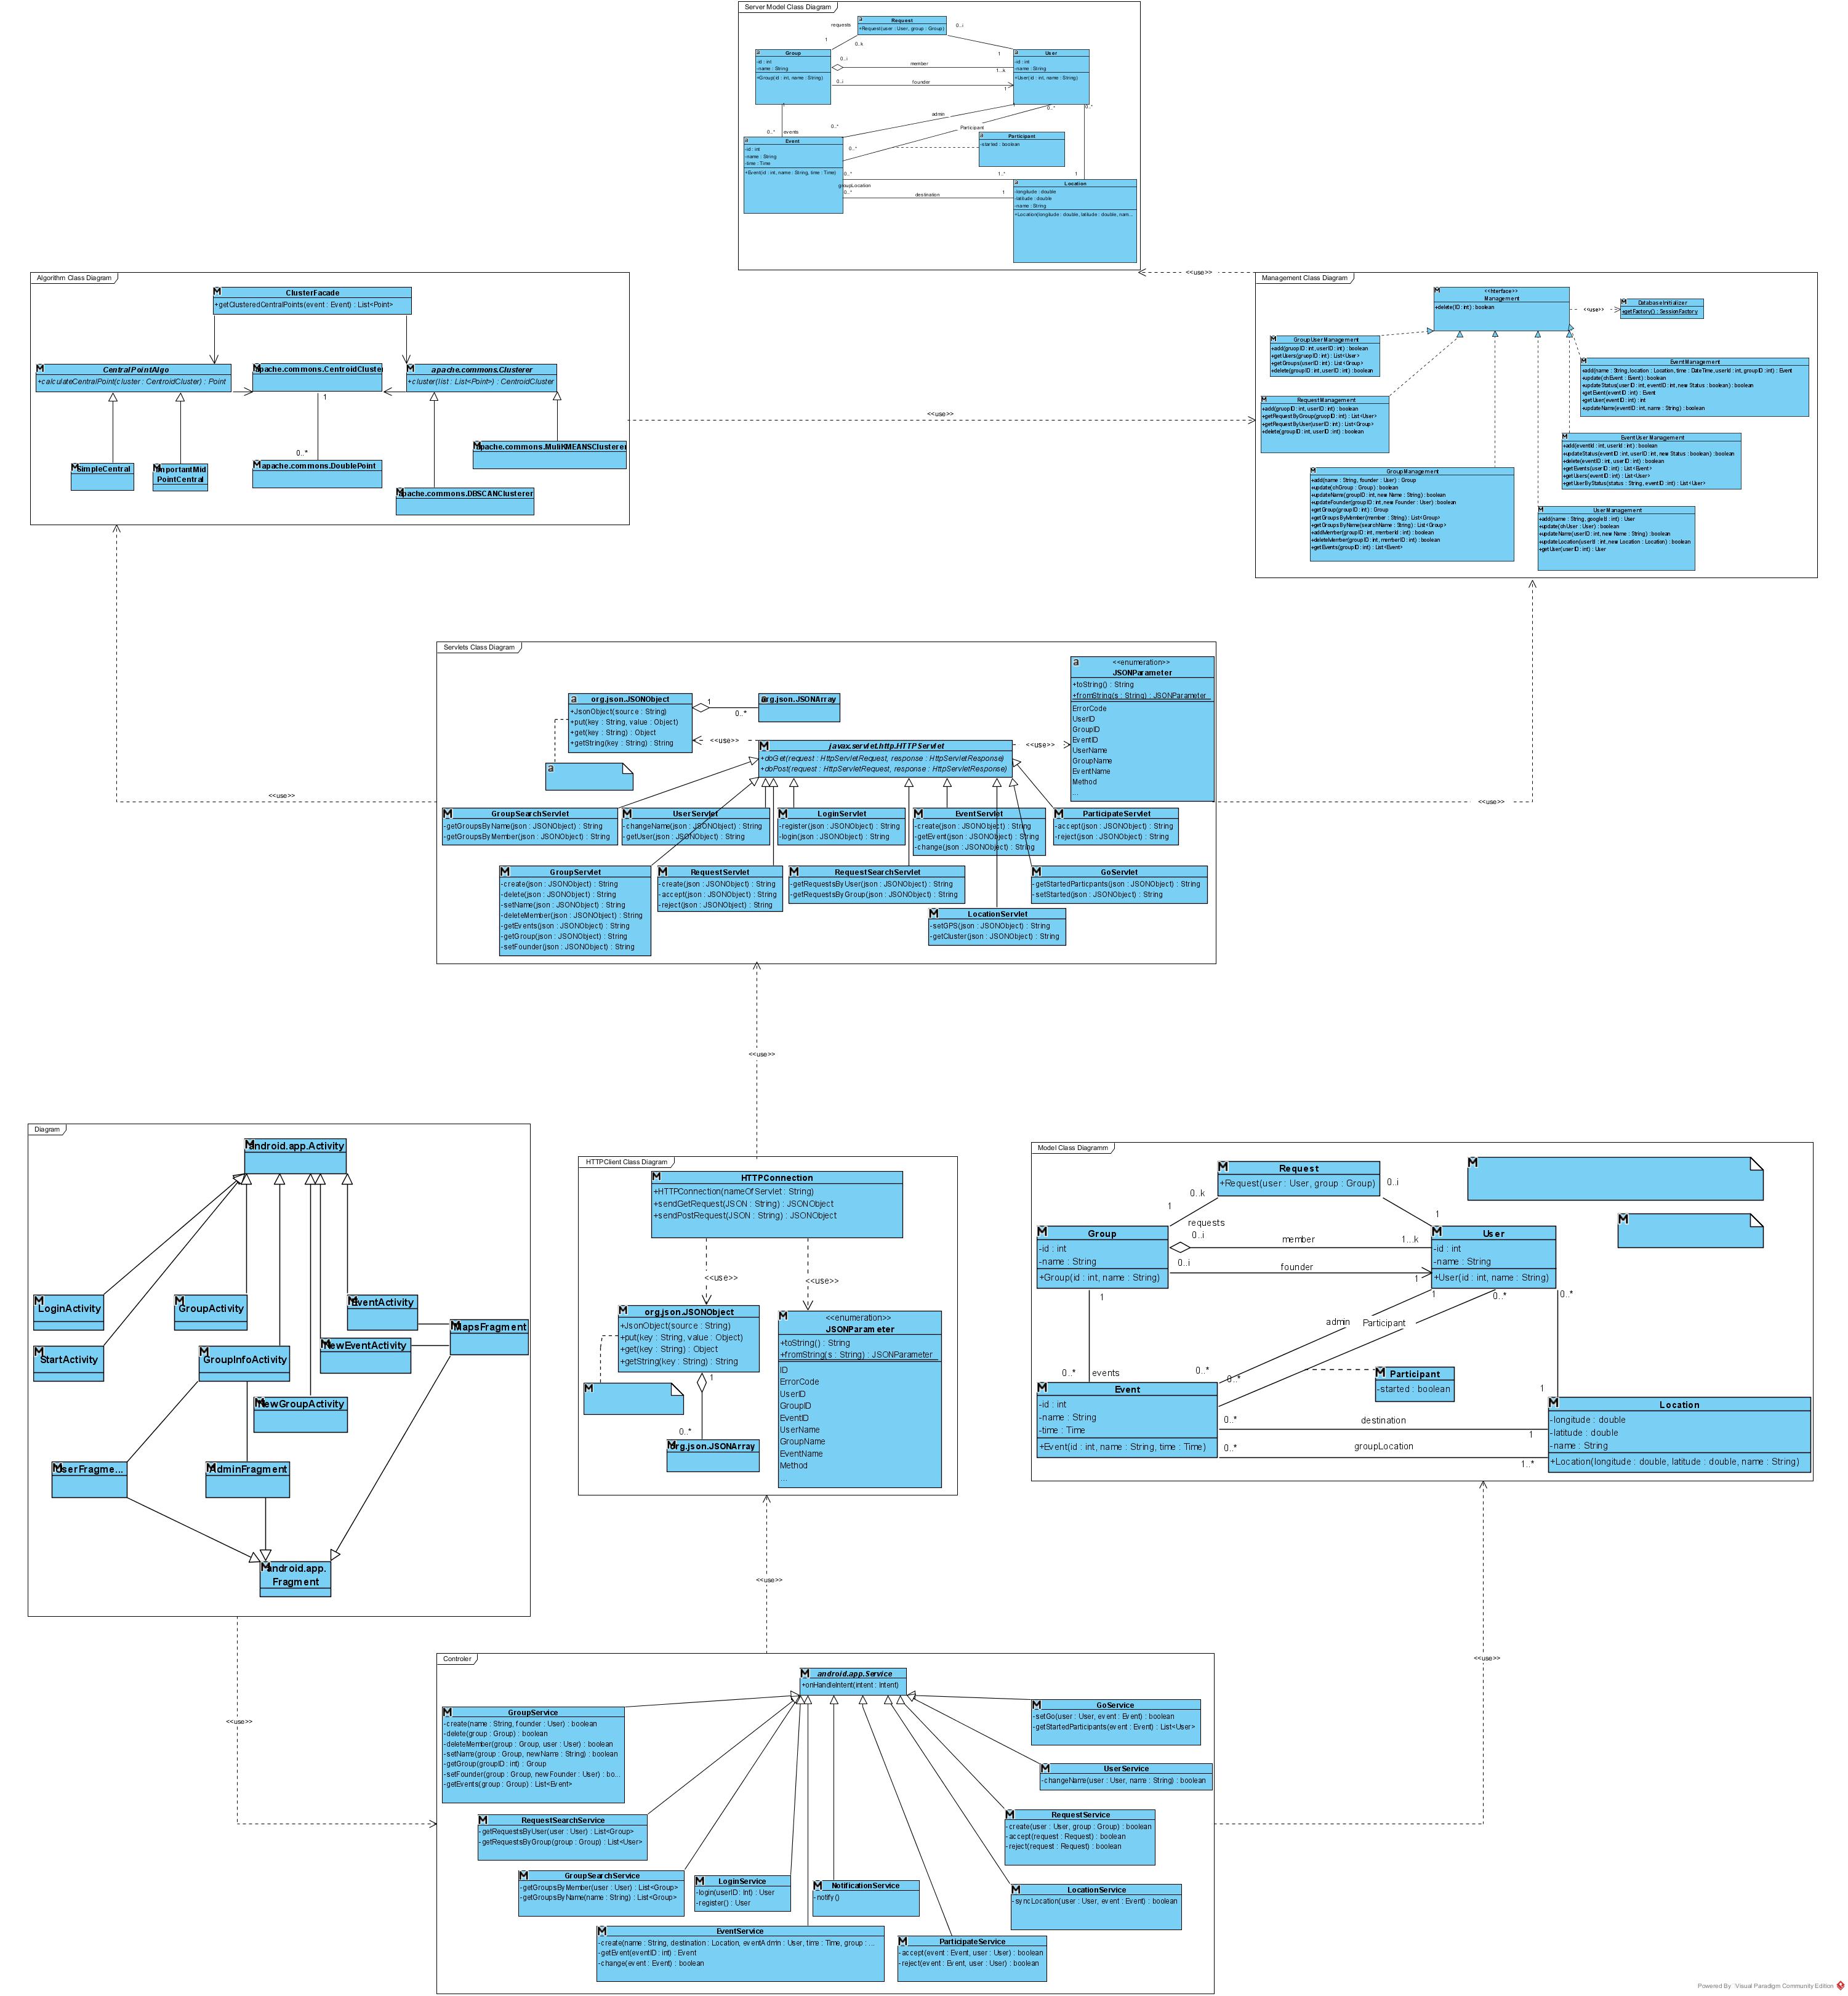 Server Model Class Diagram
Request
+Request(user : User, group : Group)
requests
0..i
1
0..k
Group
-id : int
-name : String
+Group(id : int, name : String)
User
-id : int
-name : String
+User(id : int, name : String)
0..i
member
1
1..k
0..i
founder
1
1
0..*
events
admin
0..*
1
0..*
0..*
Participant
0..*
Participant
-started : boolean
Event
-id : int
-name : String
-time : Time
+Event(id : int, name : String, time : Time)
0..*
1..*
1
groupLocation
0..*
destination
1
Location
-longitude : double
-latitude : double
-name : String
+Location(longitude : double, latitude : double, nam...
<<use>>
Algorithm Class Diagram
ClusterFacade
+getClusteredCentralPoints(event : Event) : List<Point>
CentralPointAlgo
+calculateCentralPoint(cluster : CentroidCluster) : Point
apache.commons.CentroidCluster
apache.commons.Clusterer
+cluster(list : List<Point>) : CentroidCluster
1
0..*
SimpleCentral
ImportantMid
PointCentral
apache.commons.DoublePoint
apache.commons.MuliKMEANSClusterer
apache.commons.DBSCANClusterer
<<use>>
Management Class Diagram
<<Interface>>
Management
+delete(ID : int) : boolean
<<use>>
DatabaseInitializer
+getFactory() : SessionFactory
GroupUserManagement
+add(gruopID : int, userID : int) : boolean
+getUsers(gruopID : int) : List<User>
+getGroups(userID : int) : List<Group>
+delete(groupID : int, userID : int) : boolean
EventManagement
+add(name : String, location : Location, time : DateTime, userId : int, groupID : int) : Event
+update(chEvent : Event) : boolean
+updateStatus(userID : int, eventID : int, new Status : boolean) : boolean
+getEvent(eventID : int) : Event
+getUser(eventID : int) : int
+updateName(eventID : int, name : String) : boolean
RequestManagement
+add(gruopID : int, userID : int) : boolean
+getRequestByGroup(gruopID : int) : List<User>
+getRequestByUser(userID : int) : List<Group>
+delete(groupID : int, userID : int) : boolean
EventUserManagement
+add(eventId : int, userId : int) : boolean
+updateStatus(eventID : int, userID : int, new Status : boolean) : boolean
+delete(eventID : int, userID : int) : boolean
+getEvents(userID : int) : List<Event>
+getUsers(eventID : int) : List<User>
+getUserByStatus(status : String, eventID : int) : List<User>
GroupManagement
+add(name : String, founder : User) : Group
+update(chGroup : Group) : boolean
+updateName(groupID : int, new Name : String) : boolean
+updateFounder(groupID : int, new Founder : User) : boolean
+getGroup(groupID : int) : Group
+getGroupsByMember(member : String) : List<Group>
+getGroupsByName(searchName : String) : List<Group>
+addMember(groupID : int, memberId : int) : boolean
+deleteMember(groupID : int, memberID : int) : boolean
+getEvents(groupID : int) : List<Event>
UserManagement
+add(name : String, googleId : int) : User
+update(chUser : User) : boolean
+updateName(userID : int, new Name : String) : boolean
+updateLocation(userId : int, new Location : Location) : boolean
+getUser(userID : int) : User
<<use>>
<<use>>
Servlets Class Diagram
org.json.JSONObject
+JsonObject(source : String)
+put(key : String, value : Object)
+get(key : String) : Object
+getString(key : String) : String
1
0..*
org.json.JSONArray
<<enumeration>>
JSONParameter
+toString() : String
+fromString(s : String) : JSONParameter
ErrorCode
UserID
GroupID
EventID
UserName
GroupName
EventName
Method
...
<<use>>
<<use>>
javax.servlet.http.HTTPServlet
+doGet(request : HttpServletRequest, response : HttpServletResponse)
+doPost(request : HttpServletRequest, response : HttpServletResponse)
GroupSearchServlet
-getGroupsByName(json : JSONObject) : String
-getGroupsByMember(json : JSONObject) : String
UserServlet
-changeName(json : JSONObject) : String
-getUser(json : JSONObject) : String
LoginServlet
-register(json : JSONObject) : String
-login(json : JSONObject) : String
EventServlet
-create(json : JSONObject) : String
-getEvent(json : JSONObject) : String
-change(json : JSONObject) : String
ParticipateServlet
-accept(json : JSONObject) : String
-reject(json : JSONObject) : String
GroupServlet
-create(json : JSONObject) : String
-delete(json : JSONObject) : String
-setName(json : JSONObject) : String
-deleteMember(json : JSONObject) : String
-getEvents(json : JSONObject) : String
-getGroup(json : JSONObject) : String
-setFounder(json : JSONObject) : String
RequestServlet
-create(json : JSONObject) : String
-accept(json : JSONObject) : String
-reject(json : JSONObject) : String
RequestSearchServlet
-getRequestsByUser(json : JSONObject) : String
-getRequestsByGroup(json : JSONObject) : String
GoServlet
-getStartedParticpants(json : JSONObject) : String
-setStarted(json : JSONObject) : String
LocationServlet
-setGPS(json : JSONObject) : String
-getCluster(json : JSONObject) : String
<<use>>
Diagram
android.app.Activity
LoginActivity
GroupActivity
EventActivity
MapsFragment
StartActivity
GroupInfoActivity
NewEventActivity
NewGroupActivity
UserFragme...
AdminFragment
android.app.
Fragment
HTTPClient Class Diagram
HTTPConnection
+HTTPConnection(nameOfServlet : String)
+sendGetRequest(JSON : String) : JSONObject
+sendPostRequest(JSON : String) : JSONObject
<<use>>
<<use>>
org.json.JSONObject
+JsonObject(source : String)
+put(key : String, value : Object)
+get(key : String) : Object
+getString(key : String) : String
1
0..*
org.json.JSONArray
<<enumeration>>
JSONParameter
+toString() : String
+fromString(s : String) : JSONParameter
ID
ErrorCode
UserID
GroupID
EventID
UserName
GroupName
EventName
Method
...
Model Class Diagramm
Request
+Request(user : User, group : Group)
0..k
0..i
1
requests
1
Group
-id : int
-name : String
+Group(id : int, name : String)
User
-id : int
-name : String
+User(id : int, name : String)
0..i
member
1...k
0..i
founder
1
1
1
0..*
0..*
admin
Participant
0..*
events
0..*
0..*
Participant
-started : boolean
1
Event
-id : int
-name : String
-time : Time
+Event(id : int, name : String, time : Time)
Location
-longitude : double
-latitude : double
-name : String
+Location(longitude : double, latitude : double, name : String)
0..*
destination
1
0..*
groupLocation
1..*
<<use>>
<<use>>
<<use>>
Controler
android.app.Service
+onHandleIntent(intent : Intent)
GroupService
-create(name : String, founder : User) : boolean
-delete(group : Group) : boolean
-deleteMember(group : Group, user : User) : boolean
-setName(group : Group, newName : String) : boolean
-getGroup(groupID : int) : Group
-setFounder(group : Group, newFounder : User) : bo...
-getEvents(group : Group) : List<Event>
GoService
-setGo(user : User, event : Event) : boolean
-getStartedParticipants(event : Event) : List<User>
UserService
-changeName(user : User, name : String) : boolean
RequestSearchService
-getRequestsByUser(user : User) : List<Group>
-getRequestsByGroup(group : Group) : List<User>
RequestService
-create(user : User, group : Group) : boolean
-accept(request : Request) : boolean
-reject(request : Request) : boolean
GroupSearchService
-getGroupsByMember(user : User) : List<Group>
-getGroupsByName(name : String) : List<Group>
LoginService
-login(userID : Int) : User
-register() : User
NotificationService
-notify()
LocationService
-syncLocation(user : User, event : Event) : boolean
EventService
-create(name : String, destination : Location, eventAdmin : User, time : Time, group : ...
-getEvent(eventID : int) : Event
-change(event : Event) : boolean
ParticipateService
-accept(event : Event, user : User) : boolean
-reject(event : Event, user : User) : boolean
Powered By Visual Paradigm Community Edition